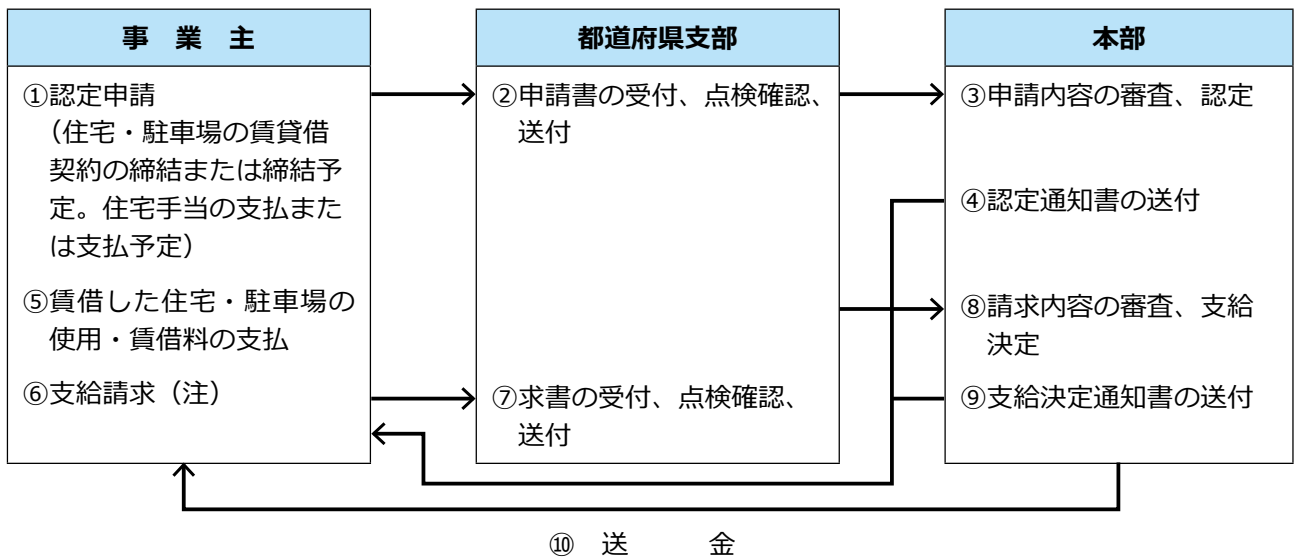 事　業　主
①認定申請
（住宅・駐車場の賃貸借
契約の締結または締結予
定。住宅手当の支払また
は支払予定）
⑤賃借した住宅・駐車場の
使用・賃借料の支払
⑥支給請求（注）
都道府県支部
②申請書の受付、点検確認、
送付
⑦求書の受付、点検確認、
送付
本部
③申請内容の審査、認定
④認定通知書の送付
⑧請求内容の審査、支給
決定
⑨支給決定通知書の送付
⑩　送　　金